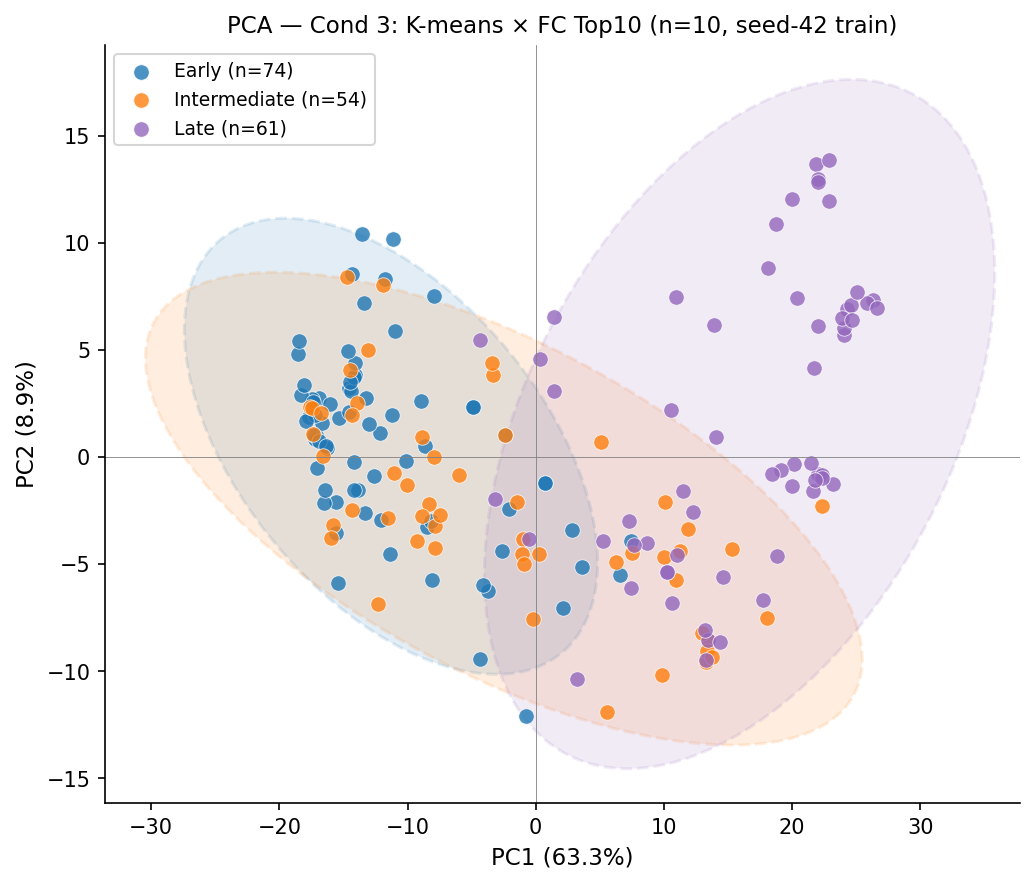 PCA — Cond 3: K-means × FC Top10 (n=10, seed-42 train)
Early (n=74)
Intermediate (n=54)
Late (n=61)
15
10
5
0
−5
−10
−15
PC2 (8.9%)
−30 −20 −10 0 10 20 30
PC1 (63.3%)